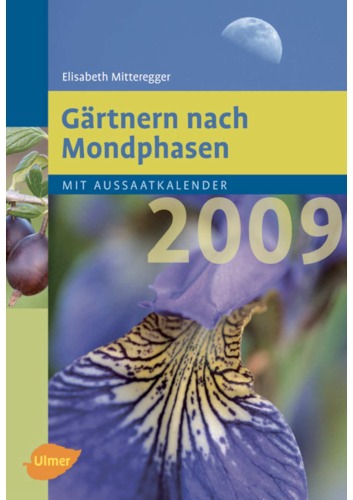 Elisabeth Mitteregger
Gärtnern nach
Mondphasen
MIT AUSSAATKALENDER
2009
Ulmer